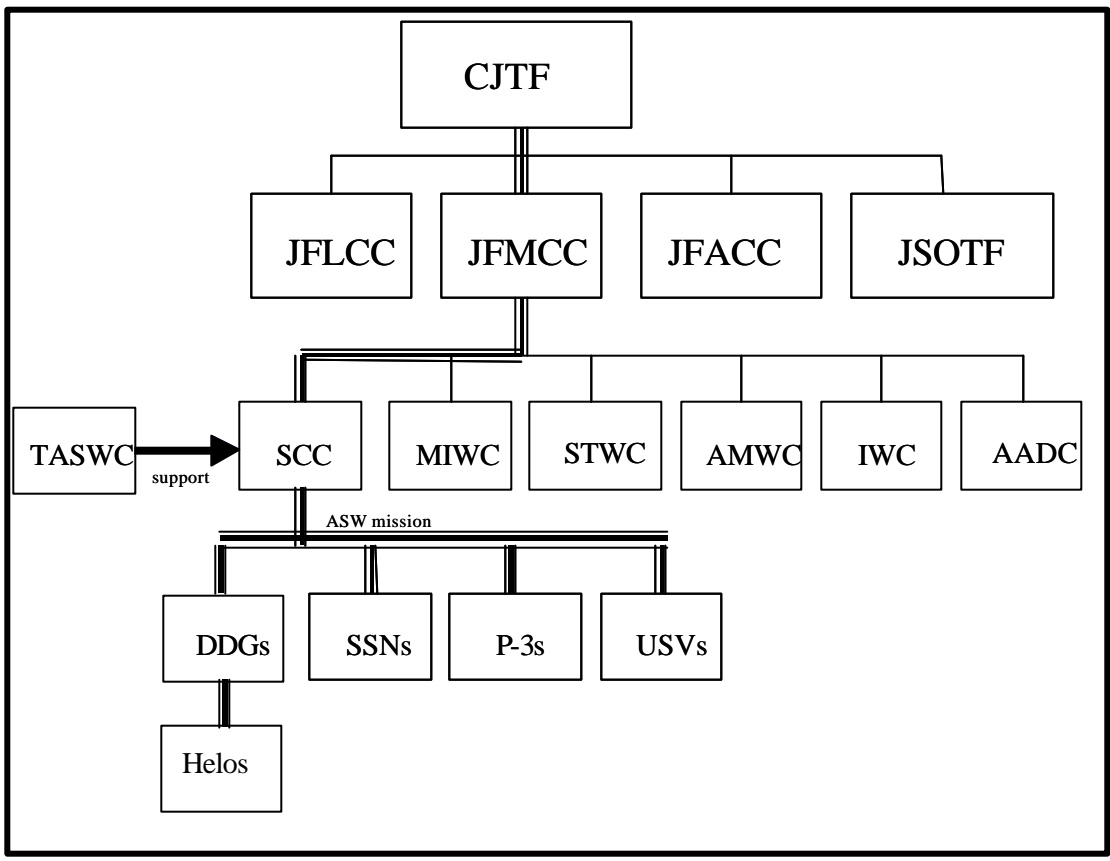 CJTF
JFLCC
JFMCC
JFACC
JSOTF
TASWC
support
SCC
MIWC
STWC
AMWC
IWC
AADC
ASW mission
DDGs
SSNs
P-3s
USVs
Helos